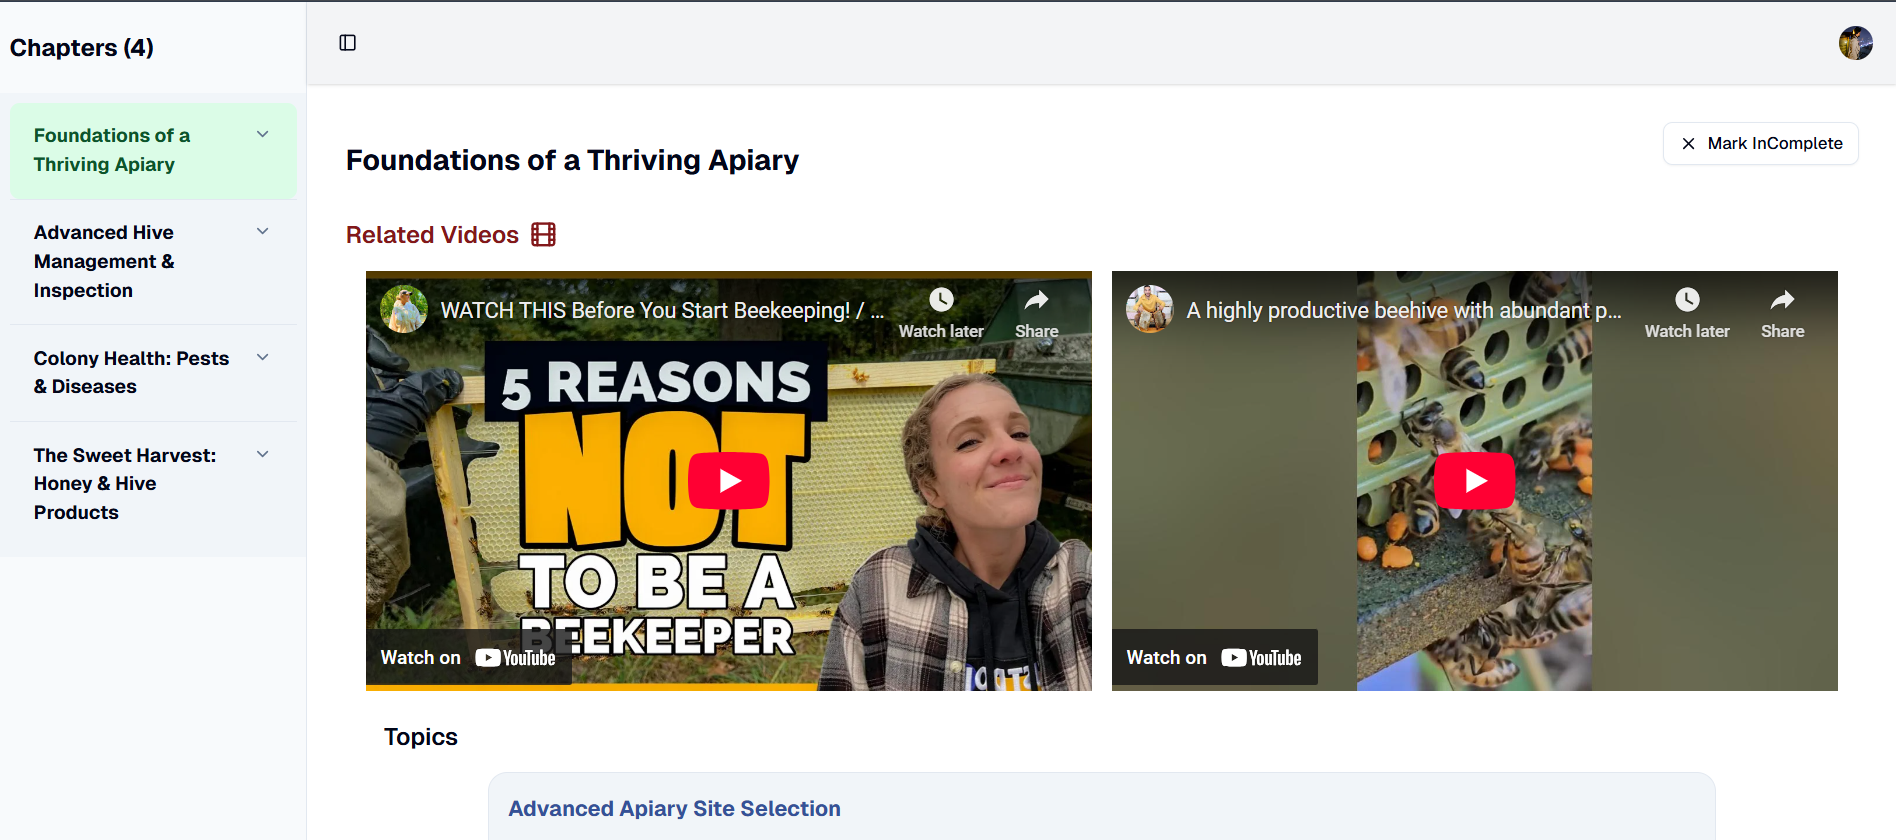 Chapters (4)
Foundations of a
Thriving Apiary
Advanced Hive
Management &
Inspection
Colony Health: Pests
& Diseases
The Sweet Harvest:
Honey & Hive
Products
Mark InComplete
Foundations of a Thriving Apiary
Related Videos
WATCH THIS Before You Start Beekeeping! / ...
Watch later
Share
5 REASONS
NOT
TO BE A
BEEKEEPER
Watch on YouTube
A highly productive beehive with abundant p...
Watch later
Share
Watch on YouTube
Topics
Advanced Apiary Site Selection